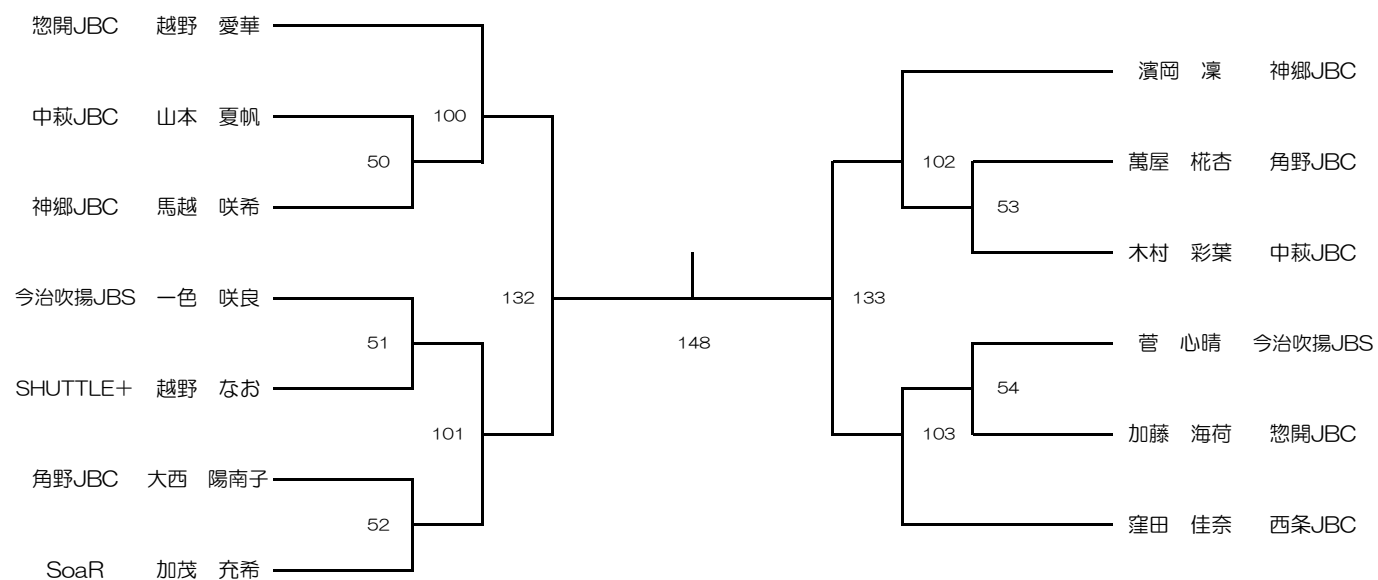 惣開JBC 越野 愛華
濱岡 凜 神郷JBC
中萩JBC 山本 夏帆
100
50
102
萬屋 椛杏 角野JBC
神郷JBC 馬越 咲希
53
木村 彩葉 中萩JBC
今治吹揚JBS 一色 咲良
132
133
51
148
菅 心晴 今治吹揚JBS
SHUTTLE+ 越野 なお
54
101
103
加藤 海荷 惣開JBC
角野JBC 大西 陽南子
52
窪田 佳奈 西条JBC
SoaR 加茂 充希